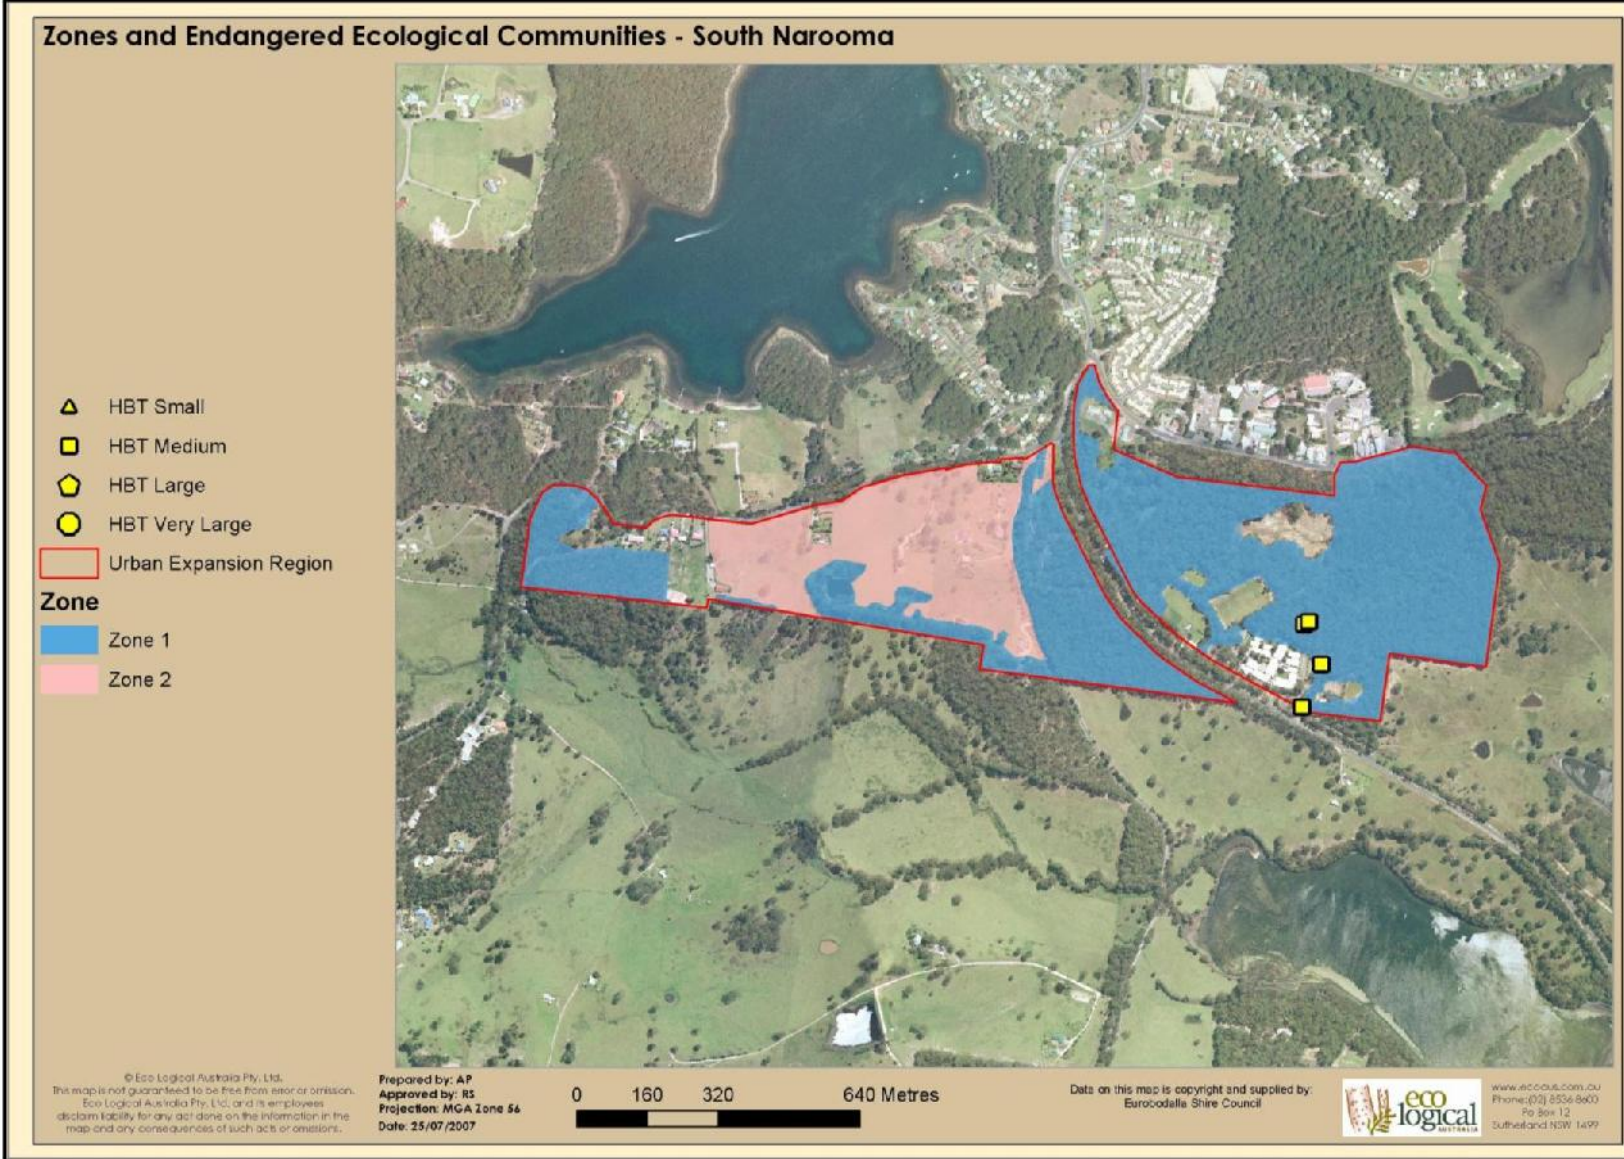 Zones and Endangered Ecological Communities - South Narooma
HBT Small
HBT Medium
HBT Large
HBT Very Large
Urban Expansion Region
Zone
Zone 1
Zone 2
© Eco Logical Australia Pty. Ltd.
This map is not guaranteed to be free from error or omission.
Eco Logical Australia Pty, Ltd, and its employees
disclaim liability for any act done on the information in the
map and any consequences of such acts or omissions.
Prepared by: AP
Approved by: RS
Projection: MGA Zone 56
Date: 25/07/2007
0 160 320 640 Metres
Data on this map is copyright and supplied by:
Eurobodalla Shire Council
eco
logical
AUSTRALIA
www.ecoaus.com.au
Phone:(02) 8536 8600
Po Box 12
Sutherland NSW 1499